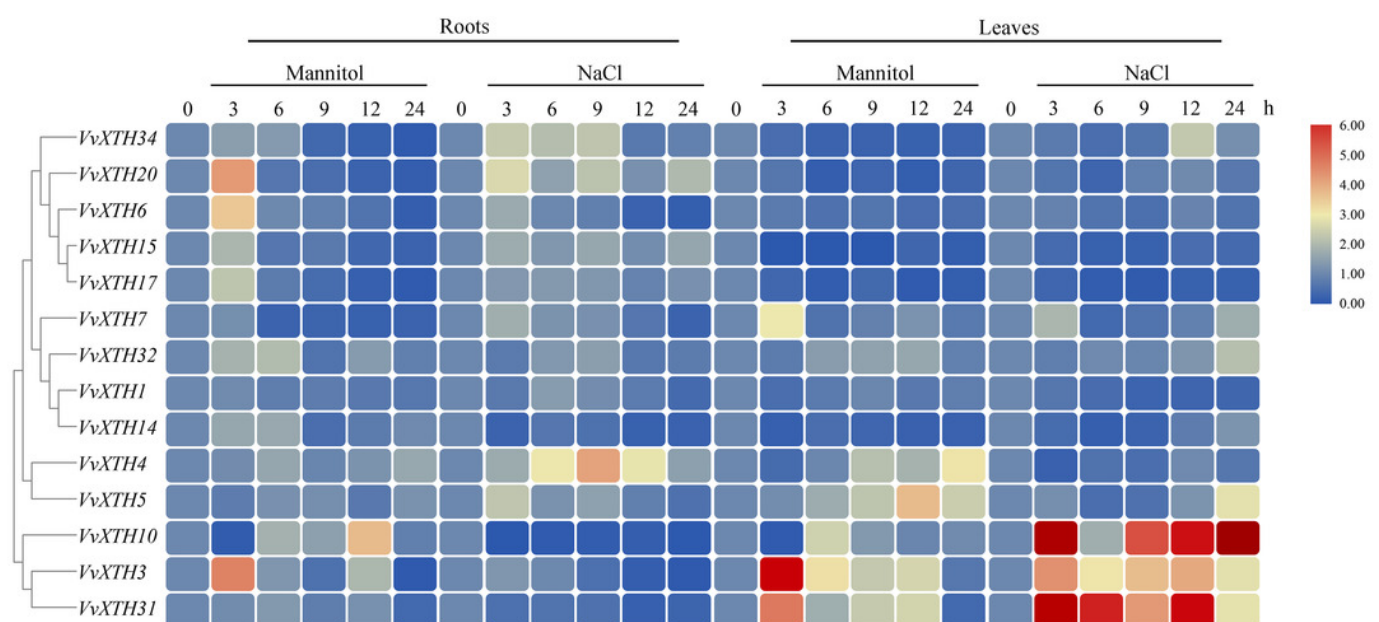 Roots Leaves
Mannitol NaCl Mannitol NaCl
0 3 6 9 12 24 0 3 6 9 12 24 0 3 6 9 12 24 0 3 6 9 12 24 h
VvXTH34
VvXTH20
VvXTH6
VvXTH15
VvXTH17
VvXTH7
VvXTH32
VvXTH1
VvXTH14
VvXTH4
VvXTH5
VvXTH10
VvXTH3
VvXTH31
6.00
5.00
4.00
3.00
2.00
1.00
0.00